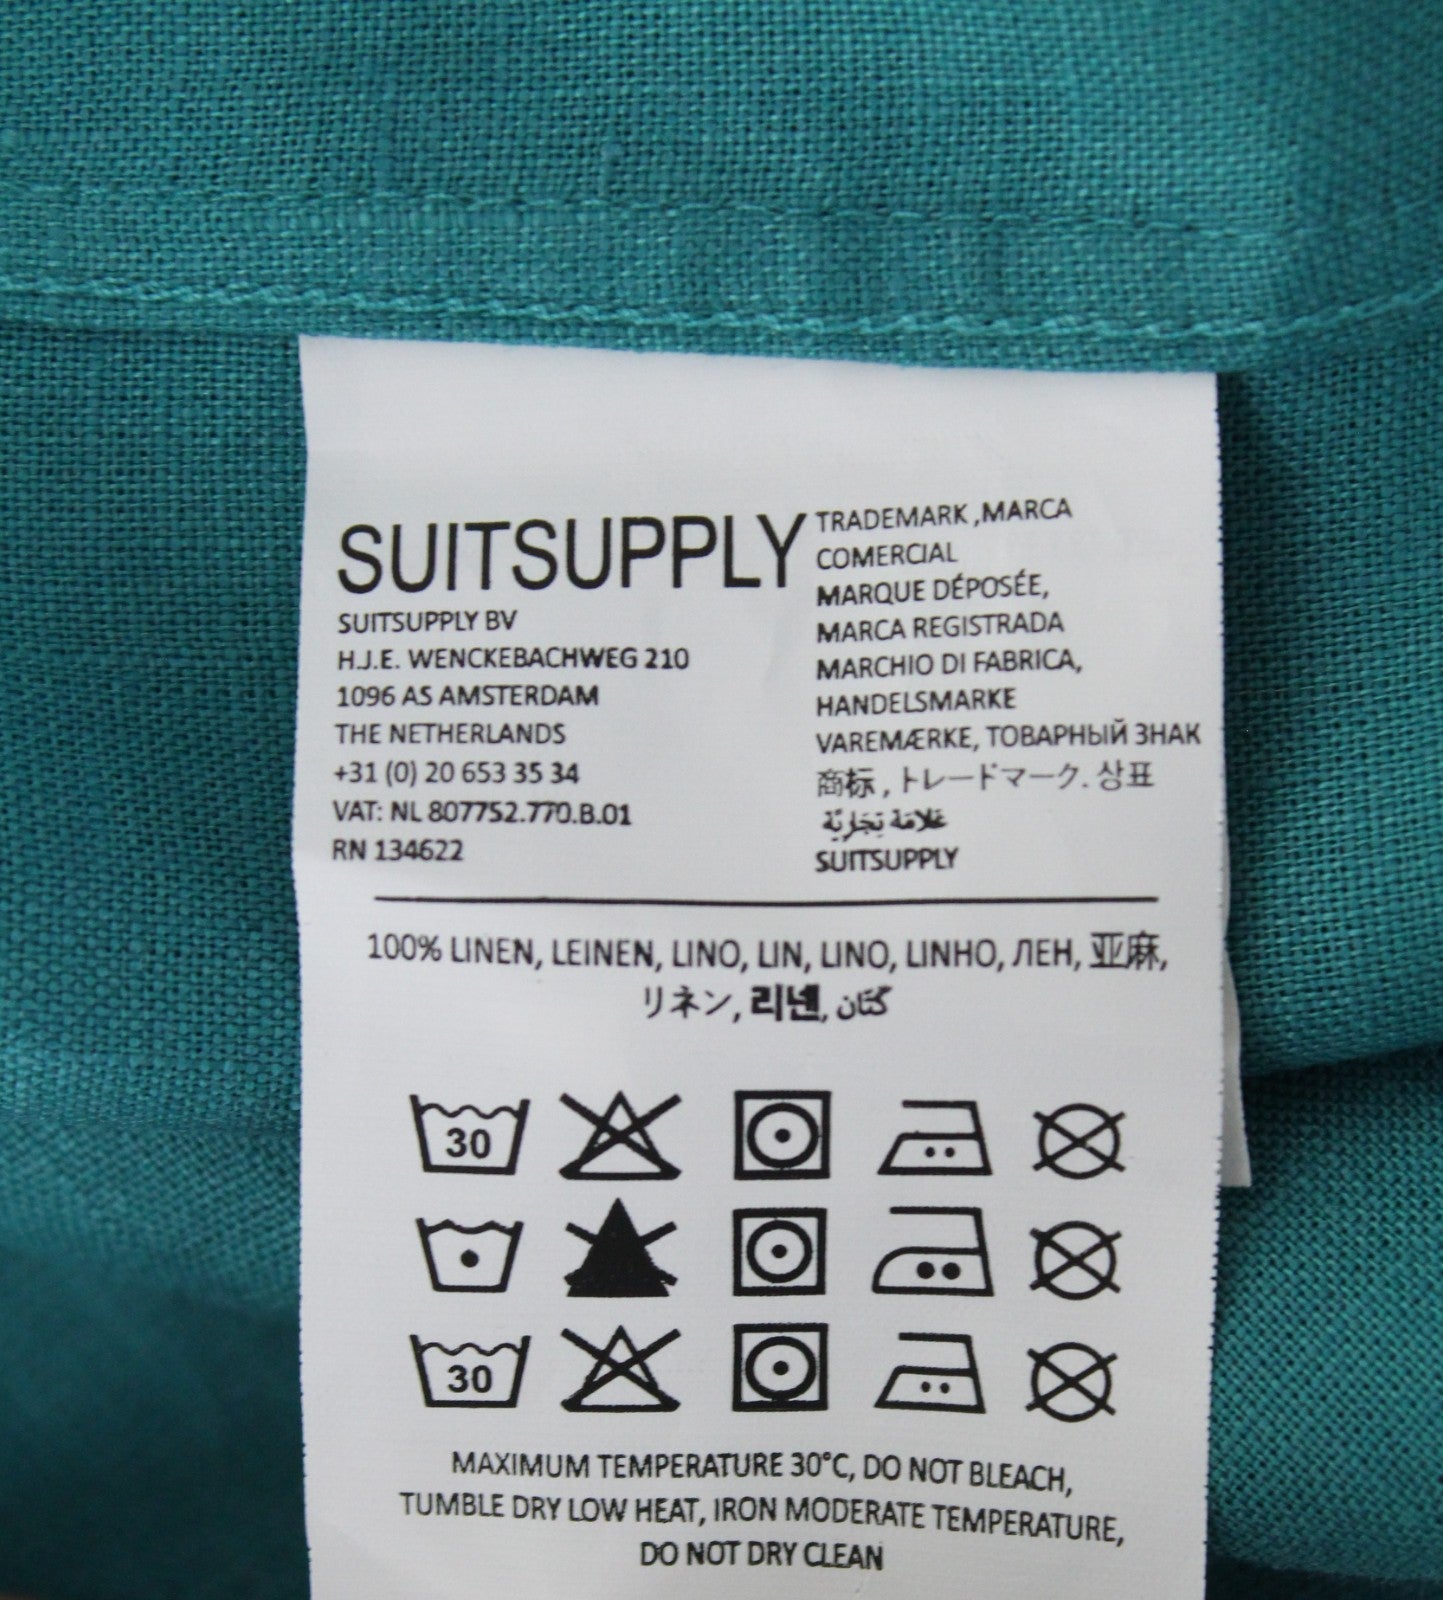 SUITSUPPLY
SUITSUPPLY BV
H.J.E. WENCKEBACHWEG 210
1096 AS AMSTERDAM
THE NETHERLANDS
+31 (0) 20 653 35 34
VAT: NL 807752.770.B.01
RN 134622
TRADEMARK ,MARCA
COMERCIAL
MARQUE DÉPOSÉE,
MARCA REGISTRADA
MARCHIO DI FABRICA,
HANDELSMARKE
VAREMÆRKE, ТОВАРНЫЙ ЗНАК
商标 , トレードマーク. 상표
عَلامَة تِجَارِيَّة
SUITSUPPLY
100% LINEN, LEINEN, LINO, LIN, LINO, LINHO, ЛЕН, 亚麻,
リネン, 리넨, كتّان
30
30
MAXIMUM TEMPERATURE 30°C, DO NOT BLEACH,
TUMBLE DRY LOW HEAT, IRON MODERATE TEMPERATURE,
DO NOT DRY CLEAN